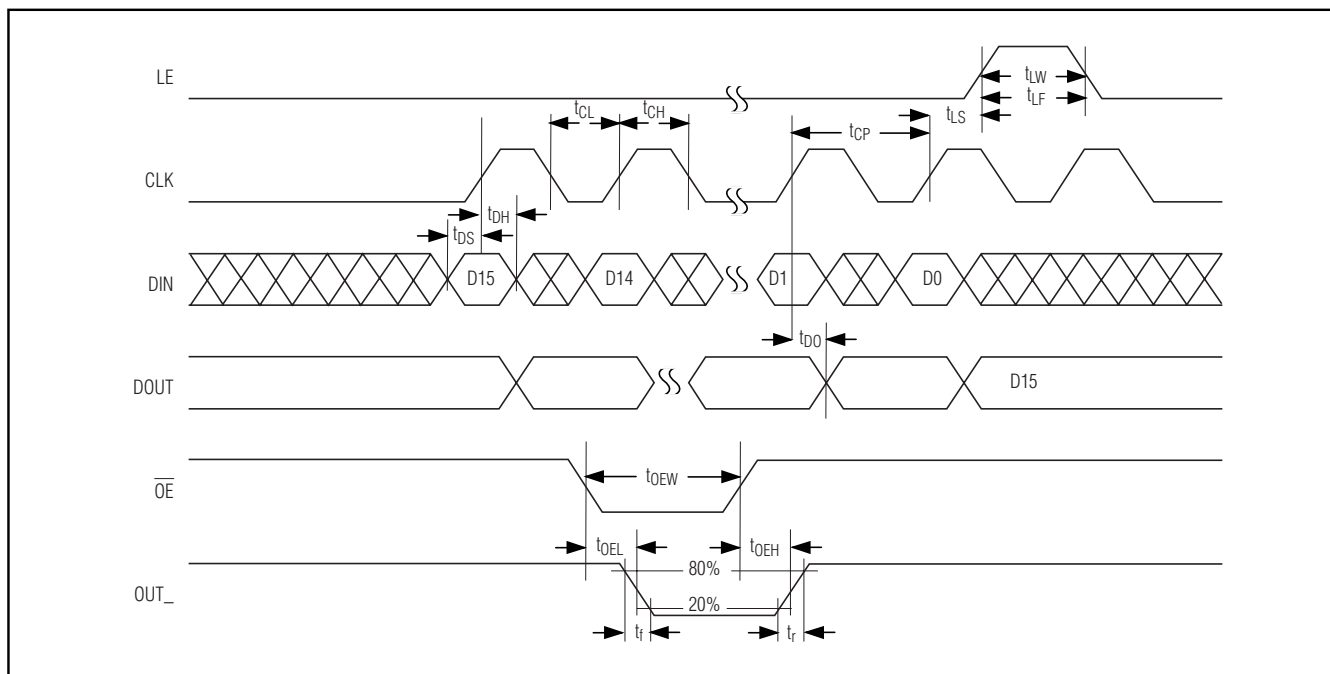 LE
tLW
tLF
tCL
tCH
tLS
tCP
CLK
tDH
tDS
DIN
D15
D14
D1
D0
tDO
DOUT
D15
OE
tOEW
tOEL
tOEH
80%
OUT_
20%
tf
tr